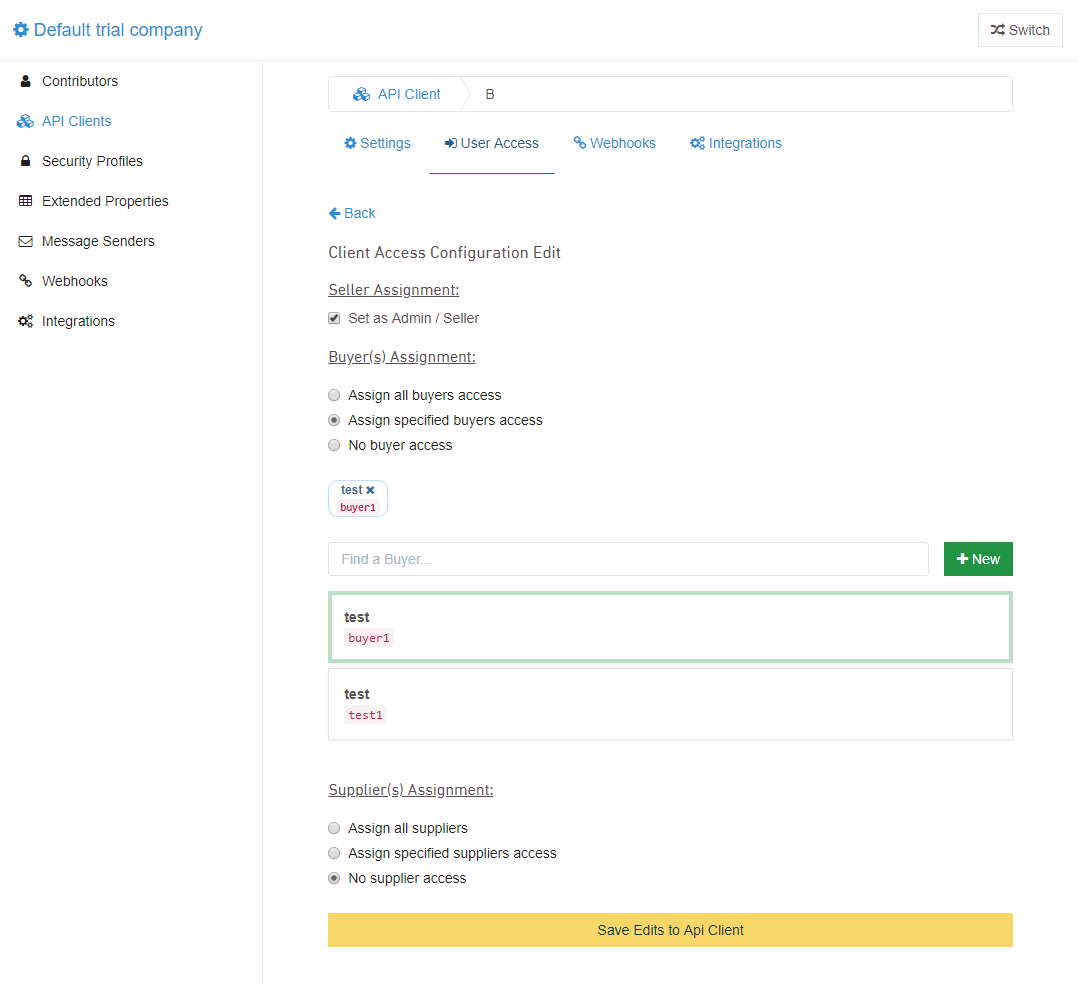 Default trial company
Switch
Contributors
API Clients
Security Profiles
Extended Properties
Message Senders
Webhooks
Integrations
API Client
B
Settings
User Access
Webhooks
Integrations
Back
Client Access Configuration Edit
Seller Assignment:
Set as Admin / Seller
Buyer(s) Assignment:
Assign all buyers access
Assign specified buyers access
No buyer access
test
buyer1
Find a Buyer...
New
test
buyer1
test
test1
Supplier(s) Assignment:
Assign all suppliers
Assign specified suppliers access
No supplier access
Save Edits to Api Client